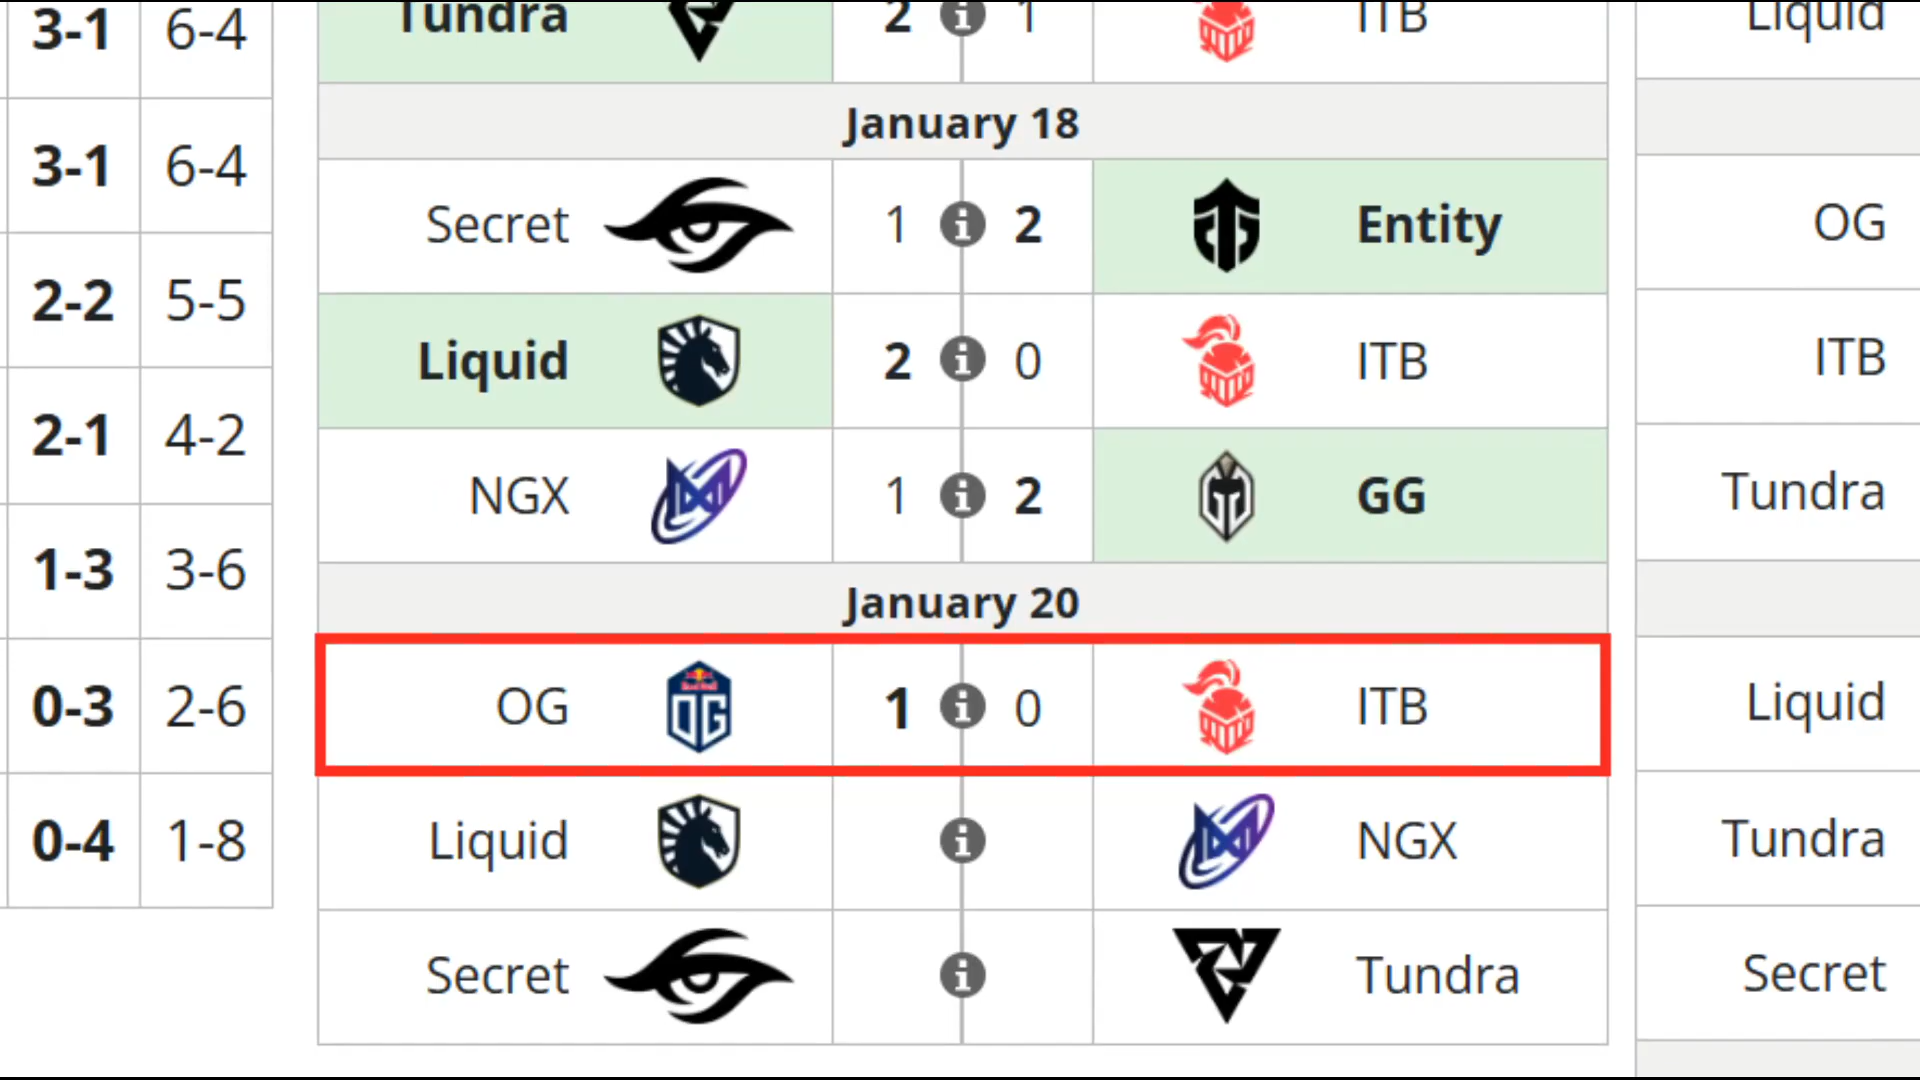 3-1 6-4
Tundra 2 1 ITB
Liquid
January 18
3-1 6-4
Secret 1 2 Entity
OG
2-2 5-5
Liquid 2 0 ITB
ITB
2-1 4-2
NGX 1 2 GG
Tundra
January 20
1-3 3-6
0-3 2-6
OG OG 1 0 ITB
Liquid
0-4 1-8
Liquid NGX
Tundra
Secret Tundra
Secret